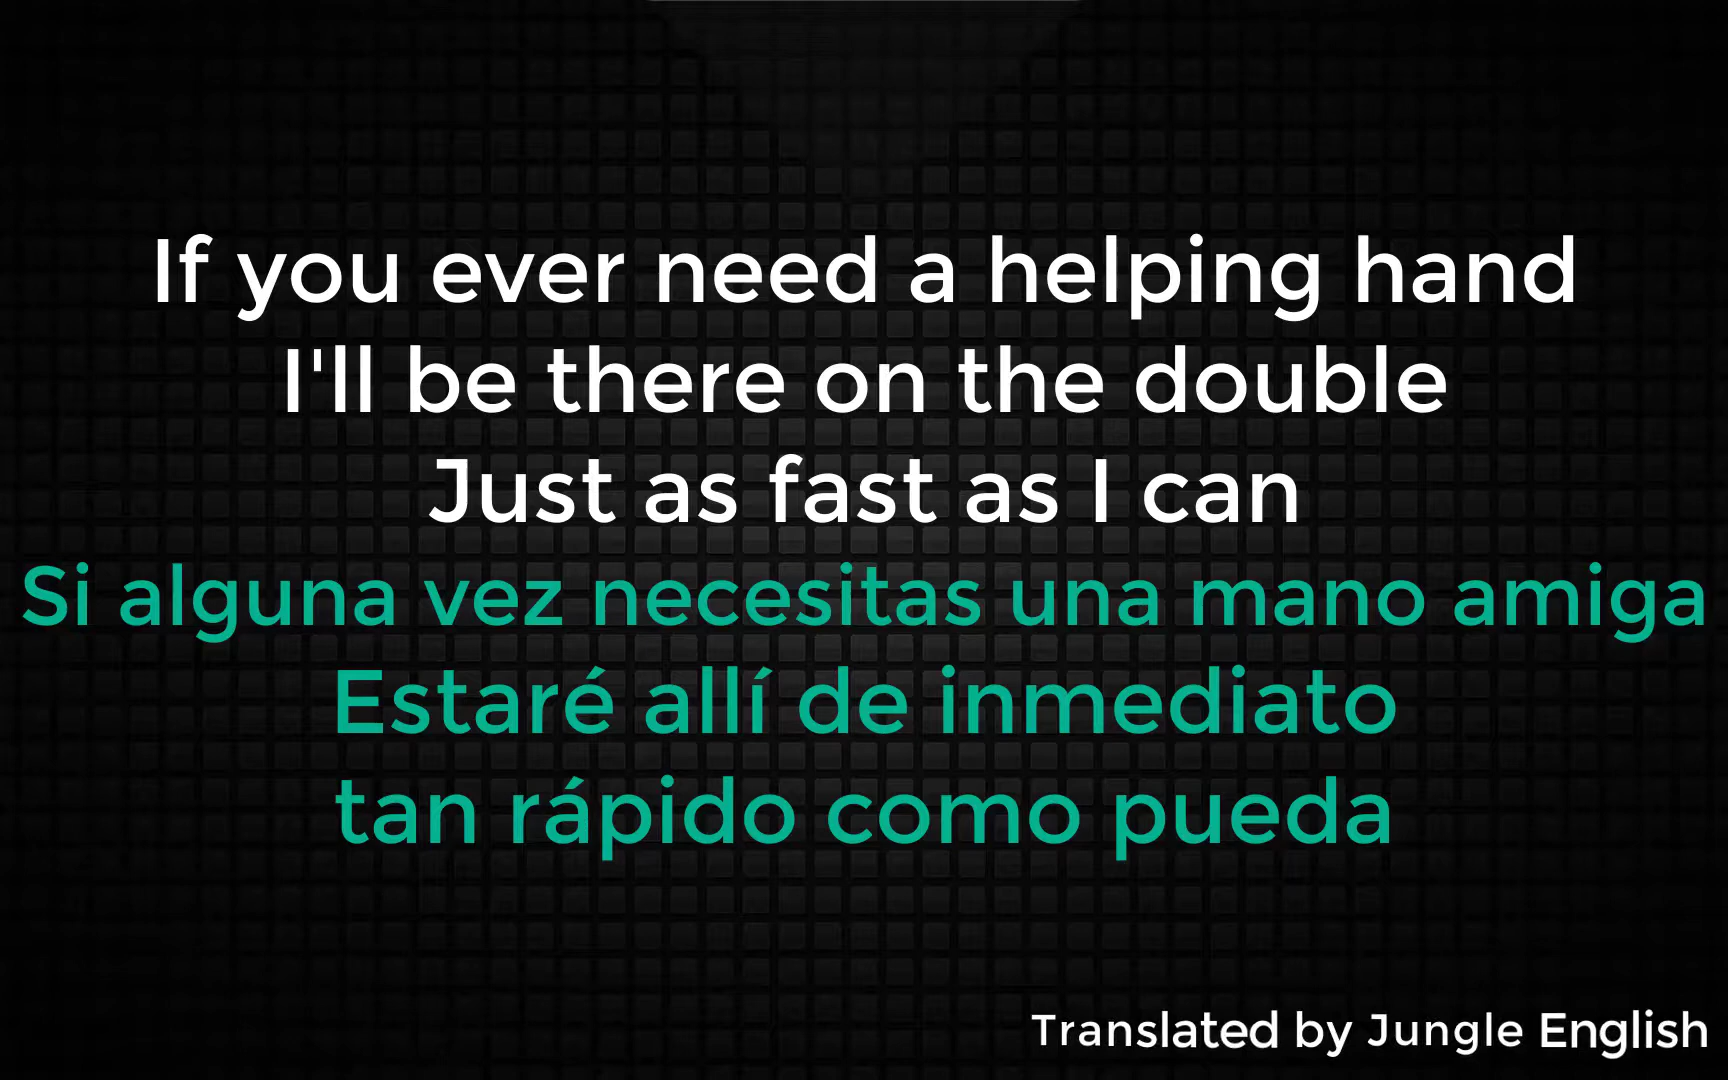 If you ever need a helping hand
I'll be there on the double
Just as fast as I can
Si alguna vez necesitas una mano amiga
Estaré allí de inmediato
tan rápido como pueda
Translated by Jungle English